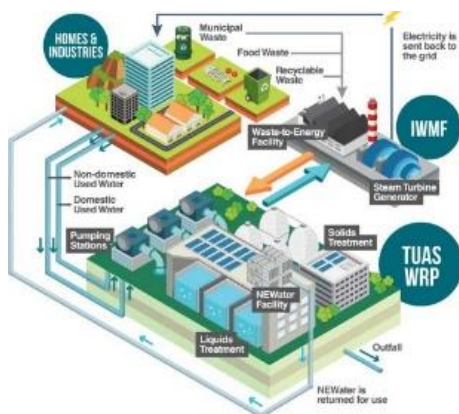 HOMES &
INDUSTRIES
Municipal
Waste
Food Waste
Recyclable
Waste
Electricity is
sent back to
the grid
IWMF
Waste-to-Energy
Facility
Steam Turbine
Generator
Non-domestic
Used Water
Domestic
Used Water
Pumping
Stations
Solids
Treatment
TUAS
WRP
NEWater
Facility
Liquids
Treatment
Outfall
NEWater is
returned for use